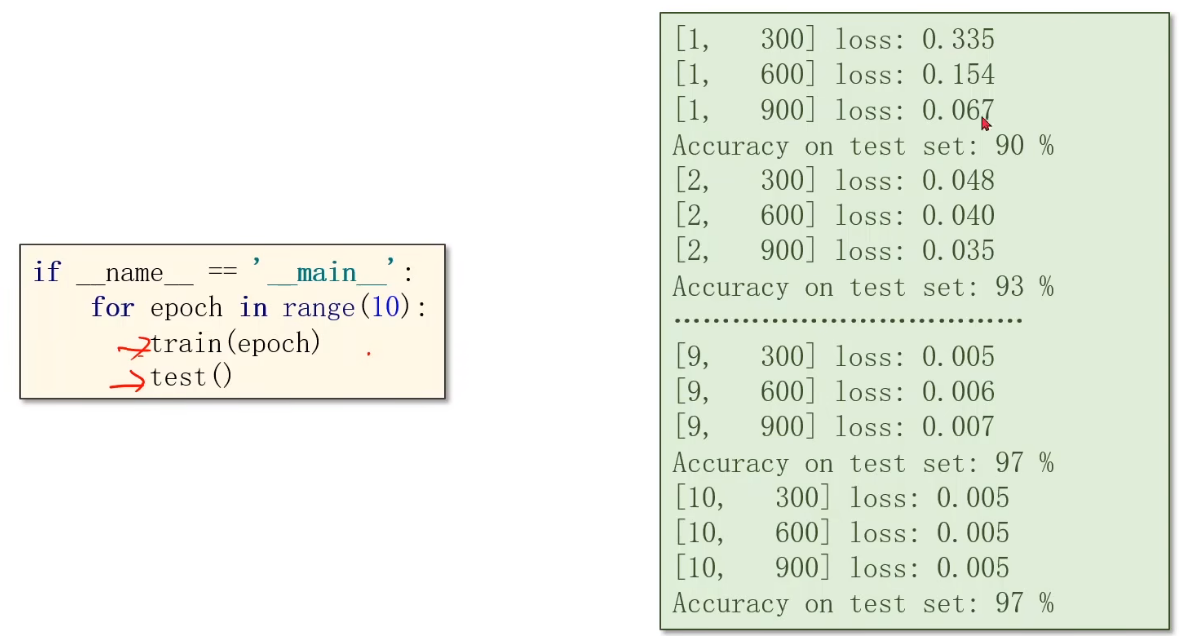 if __name__ == '__main__':
    for epoch in range(10):
        train(epoch)
        test()
[1,   300] loss: 0.335
[1,   600] loss: 0.154
[1,   900] loss: 0.067
Accuracy on test set: 90 %
[2,   300] loss: 0.048
[2,   600] loss: 0.040
[2,   900] loss: 0.035
Accuracy on test set: 93 %
……………………………
[9,   300] loss: 0.005
[9,   600] loss: 0.006
[9,   900] loss: 0.007
Accuracy on test set: 97 %
[10,   300] loss: 0.005
[10,   600] loss: 0.005
[10,   900] loss: 0.005
Accuracy on test set: 97 %